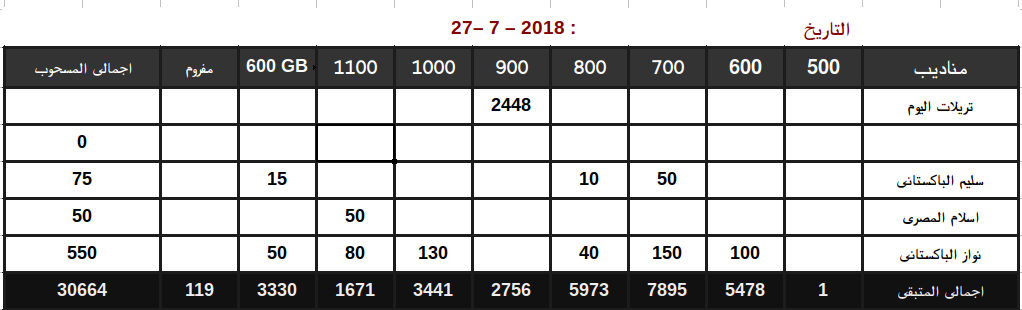 التاريخ : 2018 – 7 –27
مناديب 500 600 700 800 900 1000 1100 600 GB مفروم اجمالى المسحوب
تريلات اليوم 2448
0
سليم الباكستانى 50 10 15 75
اسلام المصرى 50 50
نواز الباكستانى 100 150 40 130 80 50 550
اجمالى المتبقى 1 5478 7895 5973 2756 3441 1671 3330 119 30664